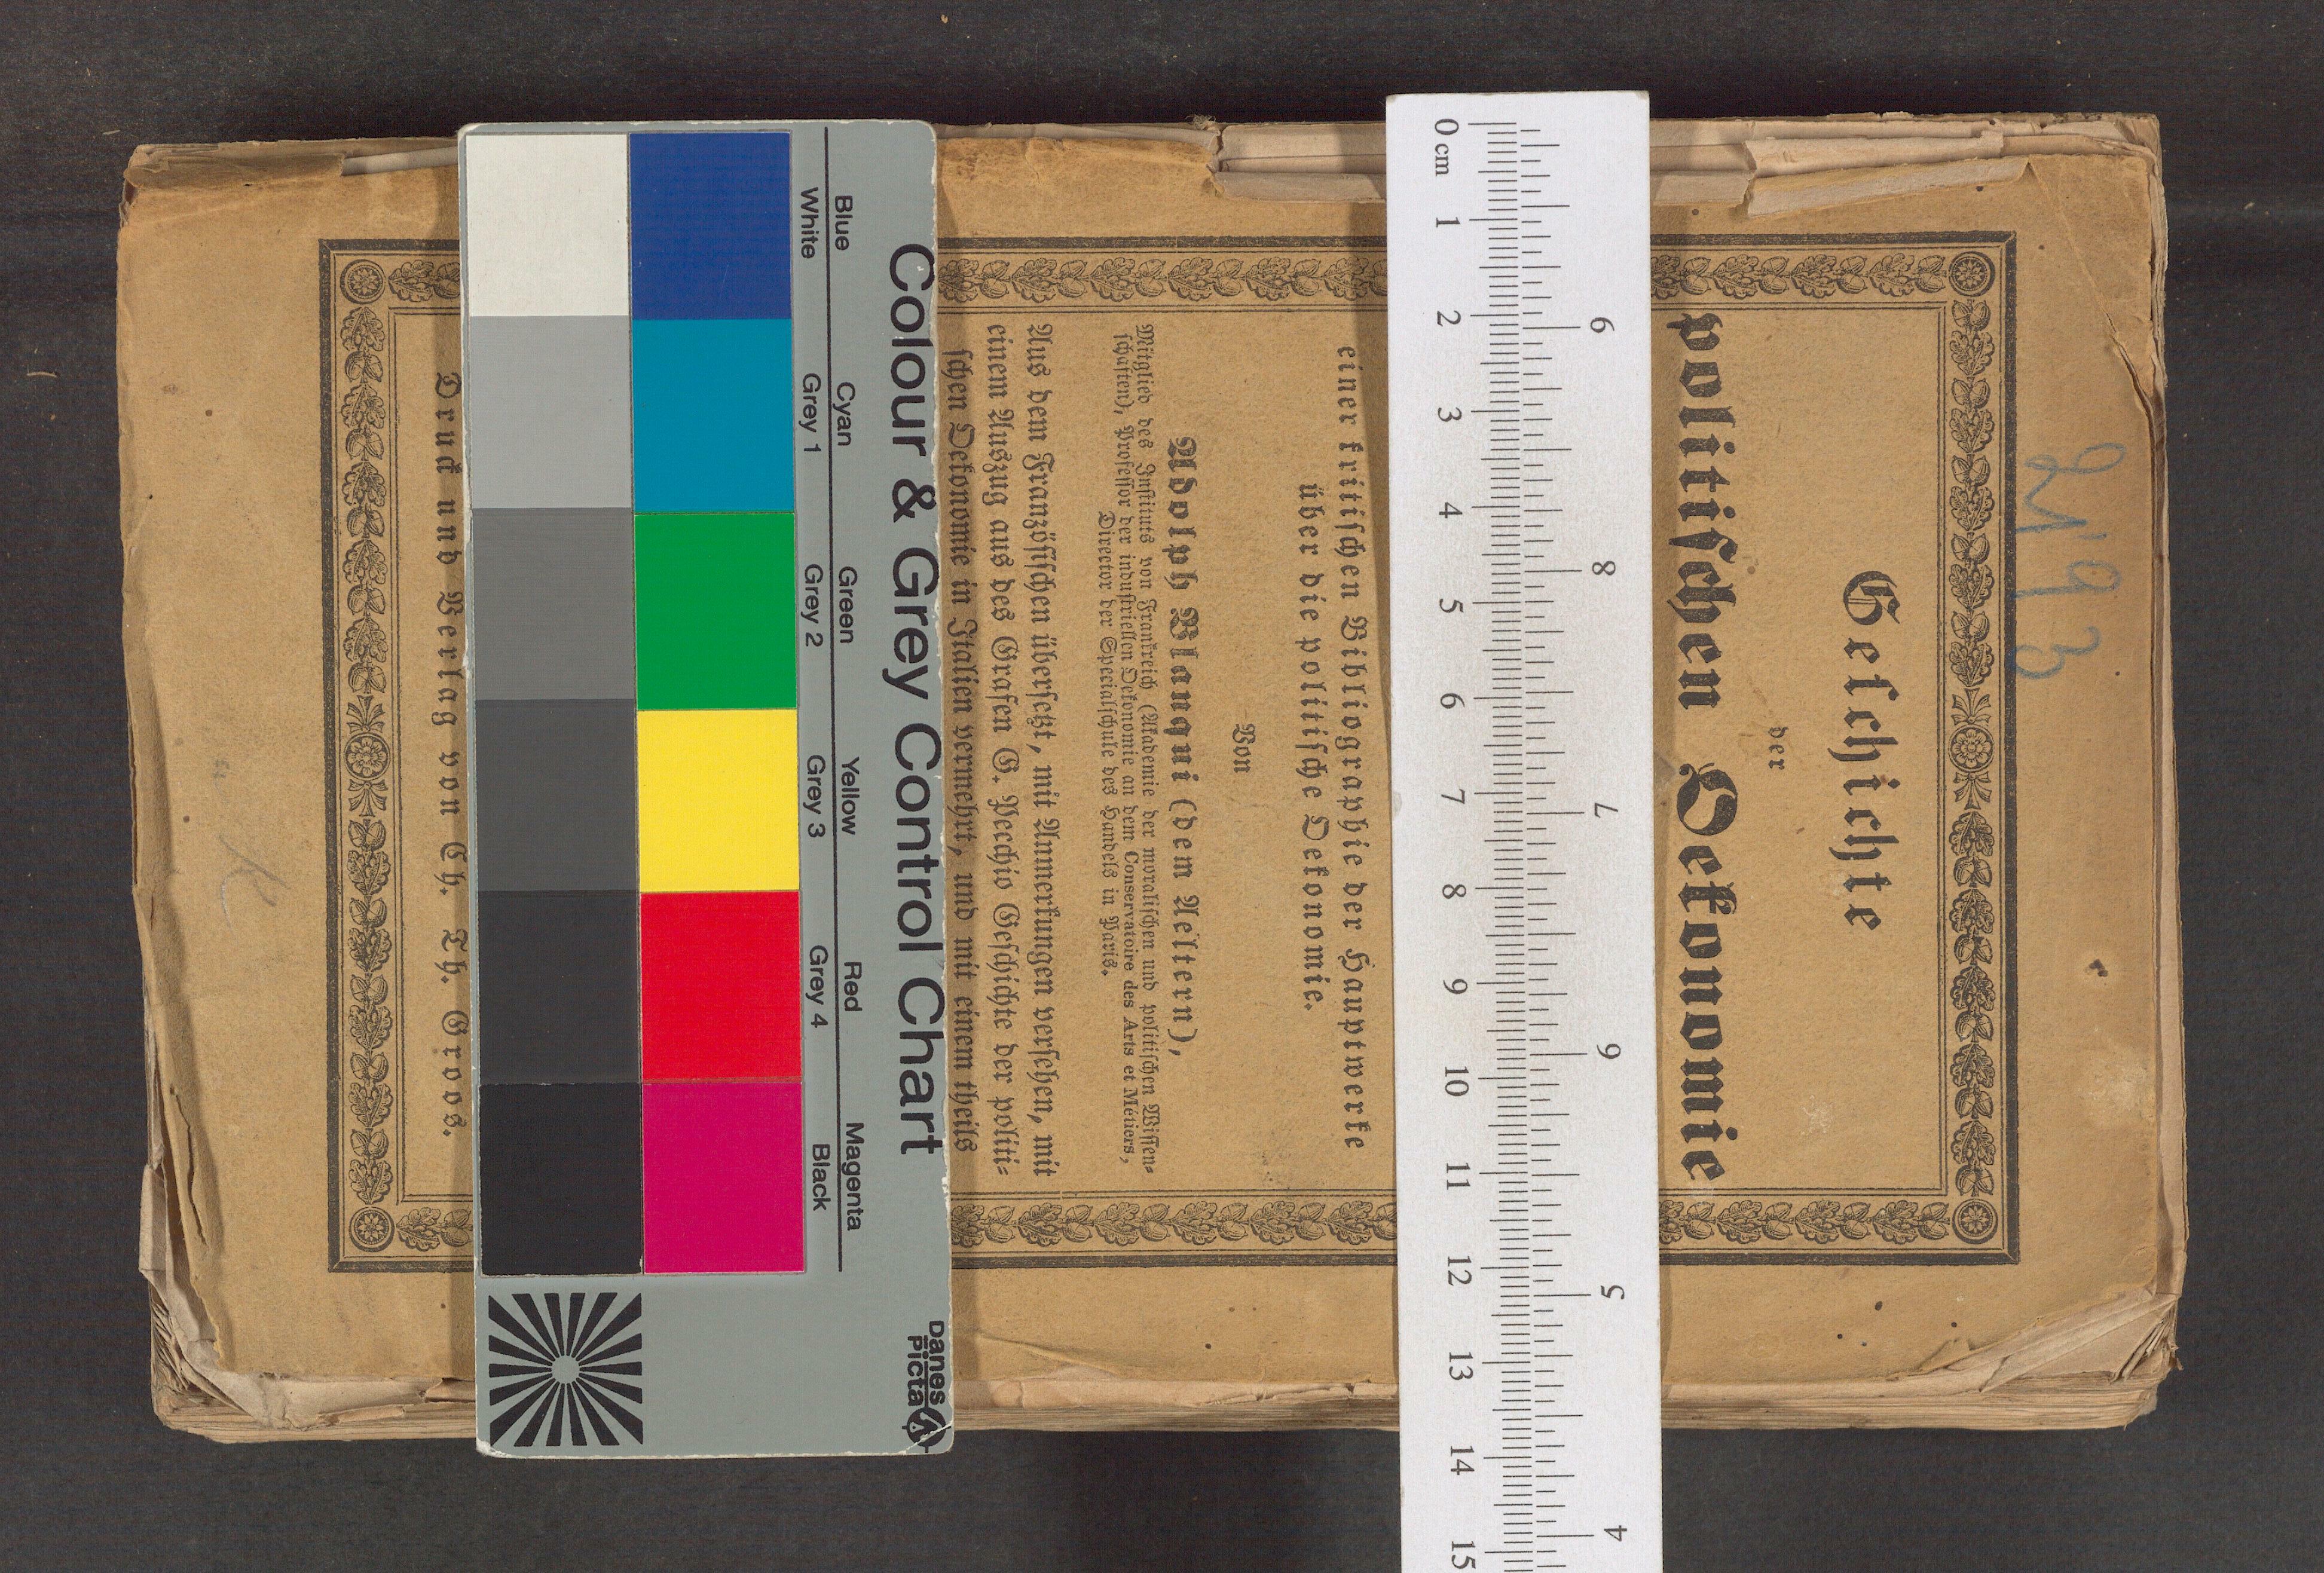 293
Geschichte
der
politischen Oekonomie
einer kritischen Bibliographie der Hauptwerke
über die politische Oekonomie.
Von
Adolph Blanqui (dem Aeltern),
Mitglied des Instituts von Frankreich (Akademie der moralischen und politischen Wissen-
schaften), Professor der industriellen Oekonomie an dem Conservatoire des Arts et Métiers,
Director der Specialschule des Handels in Paris.
Aus dem Französischen übersetzt, mit Anmerkungen versehen, mit
einem Auszug aus des Grafen G. Pecchio Geschichte der politi-
schen Oekonomie in Italien vermehrt, und mit einem theils
Druck und Verlag von Ch. Th. Groos.
K
0 cm
1
2
3
4
5
6
7
8
9
10
11
12
13
14
15
9
8
7
6
5
4
Colour & Grey Control Chart
Blue
Cyan
Green
Yellow
Red
Magenta
White
Grey 1
Grey 2
Grey 3
Grey 4
Black
Danes
Picta